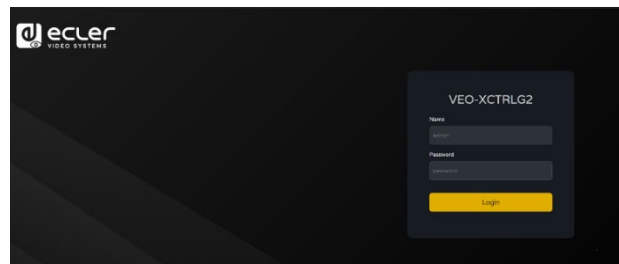 ecler
VIDEO SYSTEMS
VEO-XCTRLG2
Name
admin
Password
password
Login